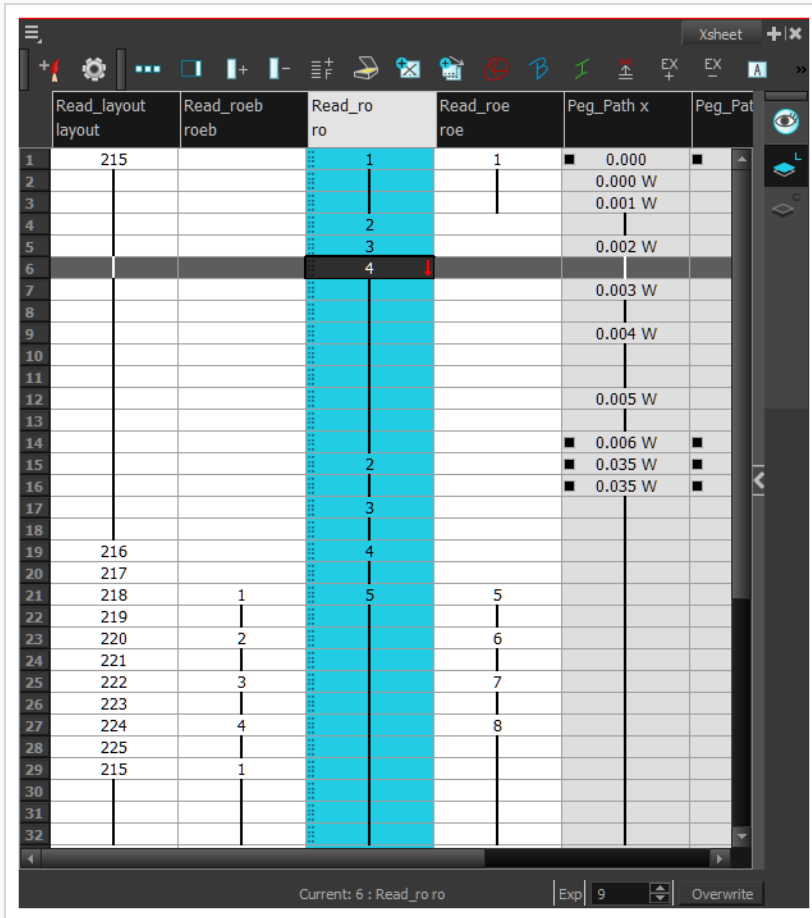 Xsheet
EX EX A »
Read_layout Read_roeb Read_ro Read_roe Peg_Path x Peg_Pat
layout roeb ro roe
1 215 1 1 0.000
2 0.000 W
3 0.001 W
4 2
5 3 0.002 W
6 4
7 0.003 W
8
9 0.004 W
10
11
12 0.005 W
13
14 0.006 W
15 2 0.035 W
16 0.035 W
17 3
18
19 216 4
20 217
21 218 1 5 5
22 219
23 220 2 6
24 221
25 222 3 7
26 223
27 224 4 8
28 225
29 215 1
30
31
32
L
C
Current: 6 : Read_ro ro Exp 9 Overwrite